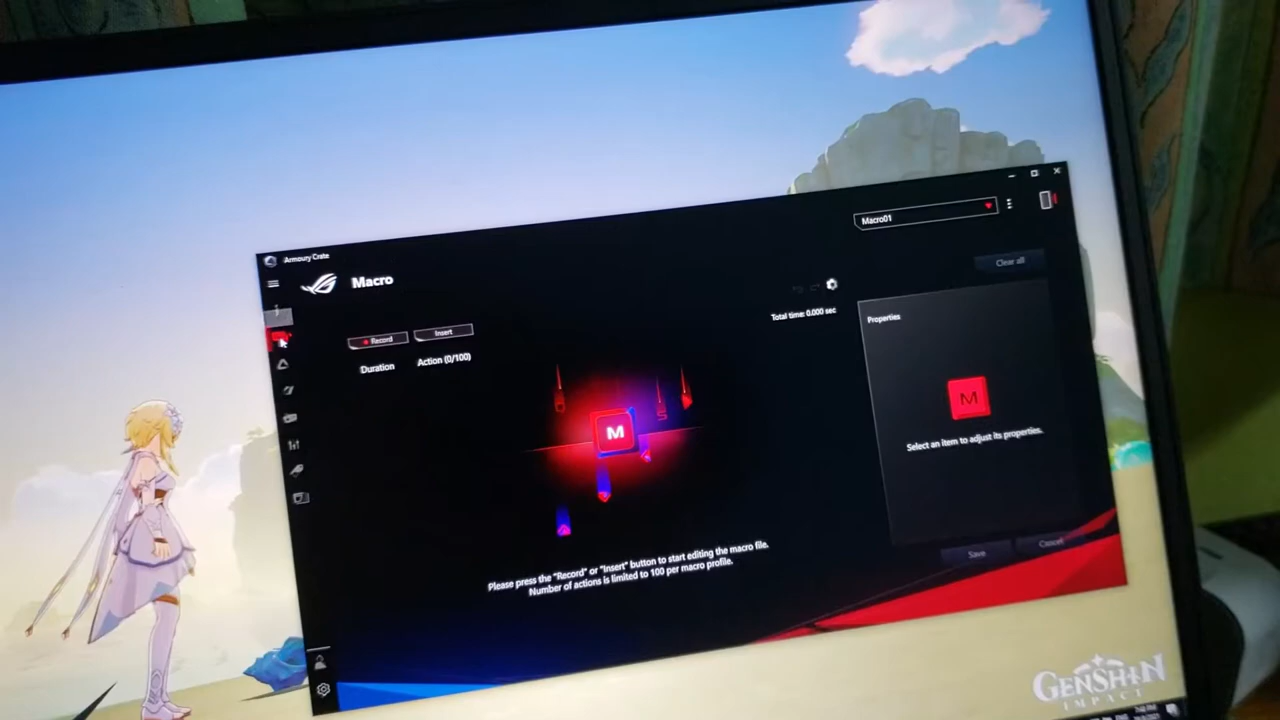 Armoury Crate
Macro
Macro01
Clear all
Total time: 0.000 sec
Properties
Record
Insert
Duration
Action (0/100)
M
S
M
Select an item to adjust its properties.
Please press the "Record" or "Insert" button to start editing the macro file.
Number of actions is limited to 100 per macro profile.
Save
Cancel
GENSHIN
IMPACT